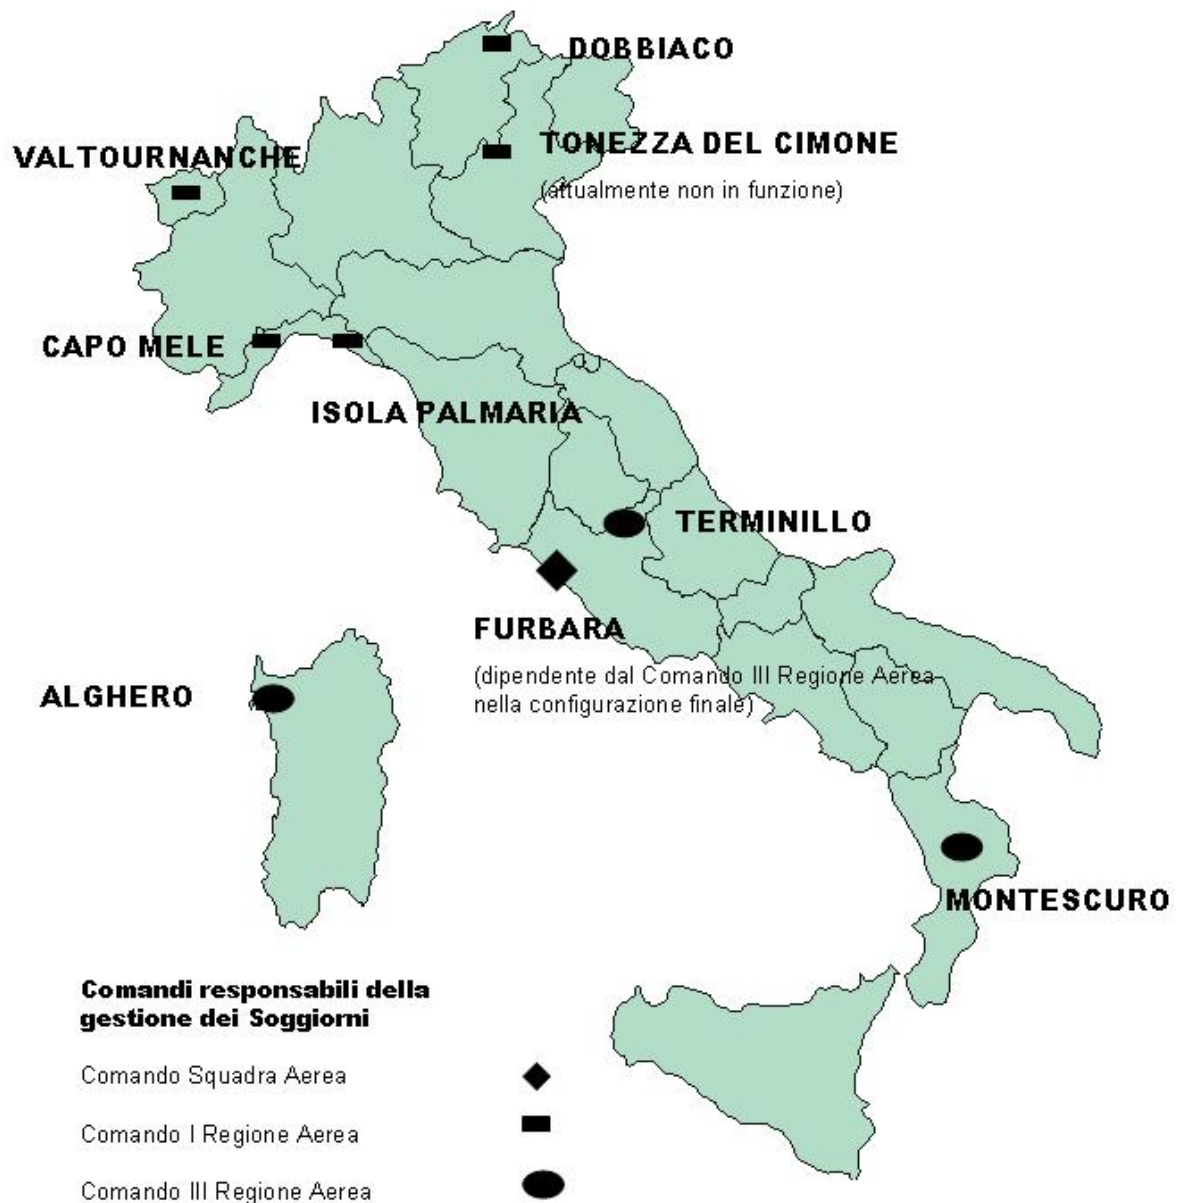 DOBBIACO
TONEZZA DEL CIMONE
(attualmente non in funzione)
VALTOURNANCHE
CAPO MELE
ISOLA PALMARIA
TERMINILLO
FURBARA
(dipendente dal Comando III Regione Aerea
nella configurazione finale)
ALGHERO
MONTESCURO
Comandi responsabili della
gestione dei Soggiorni
Comando Squadra Aerea
Comando I Regione Aerea
Comando III Regione Aerea